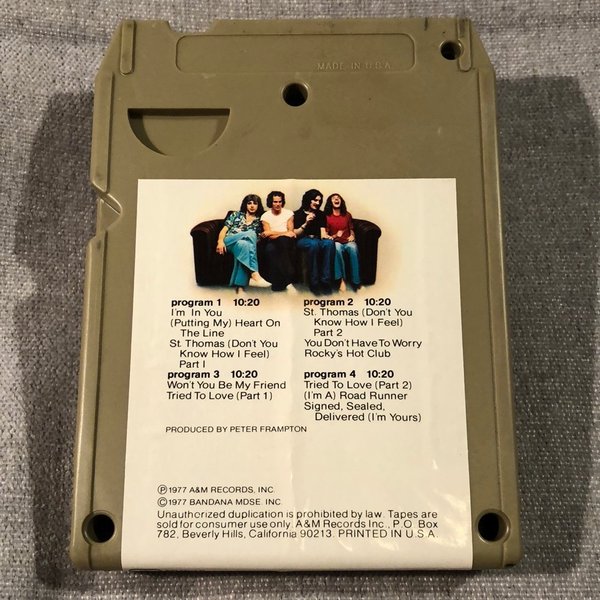 MADE IN U.S.A.
program 1 10:20
I'm In You
(Putting My) Heart On
The Line
St. Thomas (Don't You
Know How I Feel)
Part I
program 2 10:20
St. Thomas (Don't You
Know How I Feel)
Part 2
You Don't Have To Worry
Rocky's Hot Club
program 3 10:20
Won't You Be My Friend
Tried To Love (Part 1)
program 4 10:20
Tried To Love (Part 2)
(I'm A) Road Runner
Signed, Sealed,
Delivered (I'm Yours)
PRODUCED BY PETER FRAMPTON
Ⓟ1977 A&M RECORDS, INC.
©1977 BANDANA MDSE. INC.
Unauthorized duplication is prohibited by law. Tapes are
sold for consumer use only. A&M Records Inc., P.O. Box
782, Beverly Hills, California 90213. PRINTED IN U.S.A.